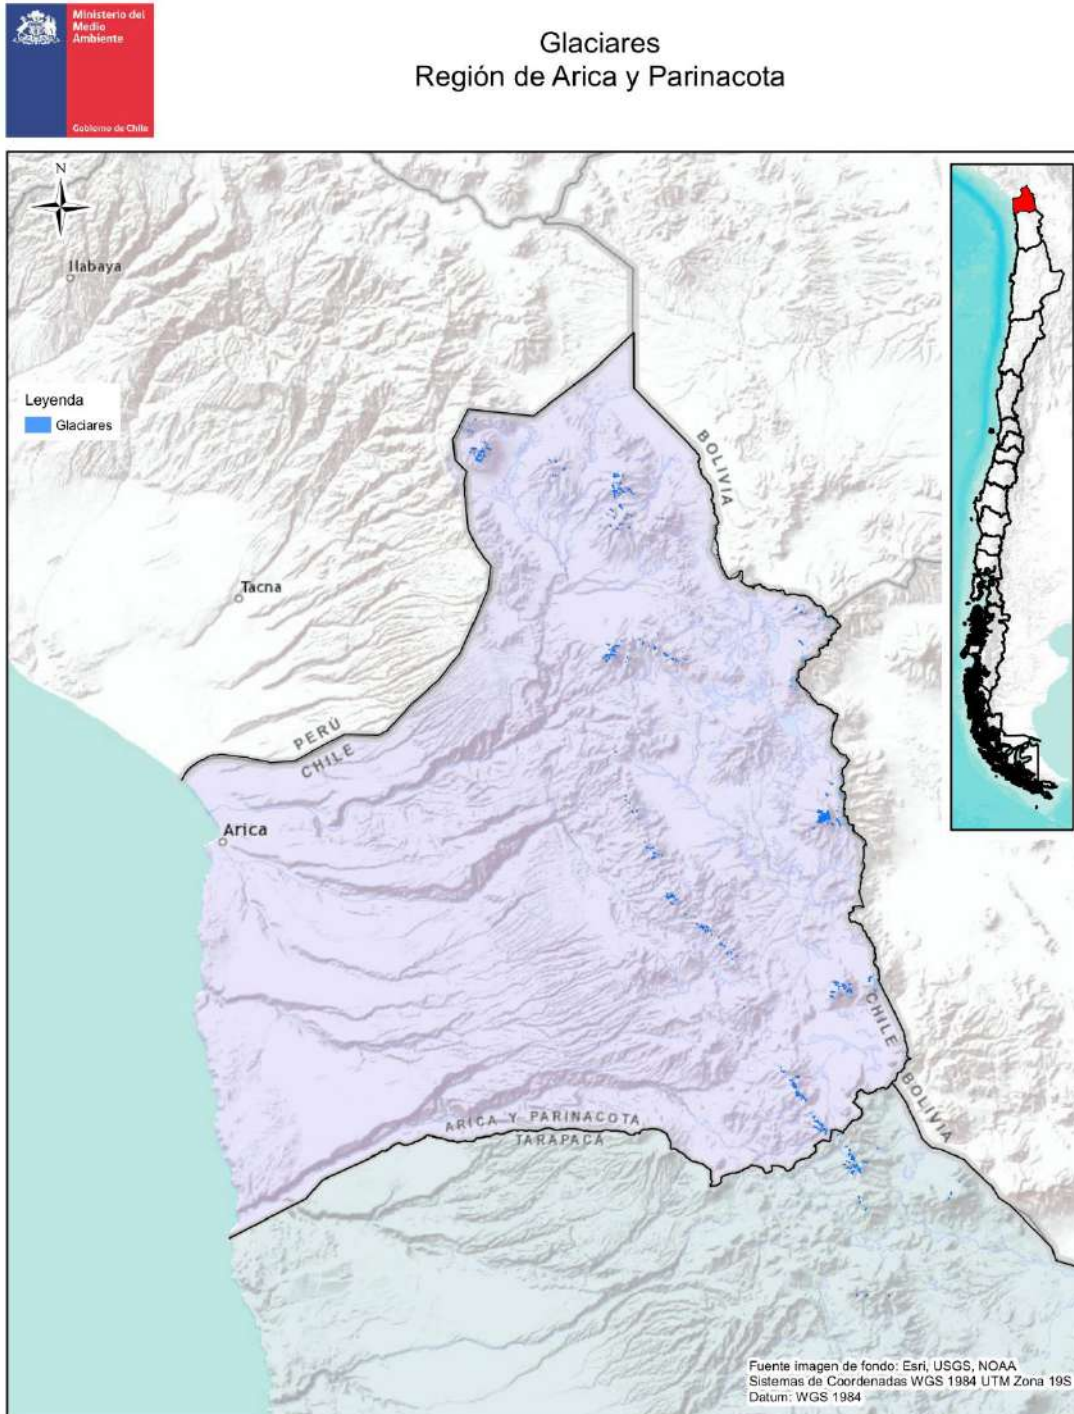 Ministerio del
Medio
Ambiente
Gobierno de Chile
Glaciares
Región de Arica y Parinacota
N
Ilabaya
Leyenda
Glaciares
BOLIVIA
Tacna
PERÚ
CHILE
Arica
CHILE
BOLIVIA
ARICA Y PARINACOTA
TARAPACÁ
Fuente imagen de fondo: Esri, USGS, NOAA
Sistemas de Coordenadas WGS 1984 UTM Zona 19S
Datum: WGS 1984